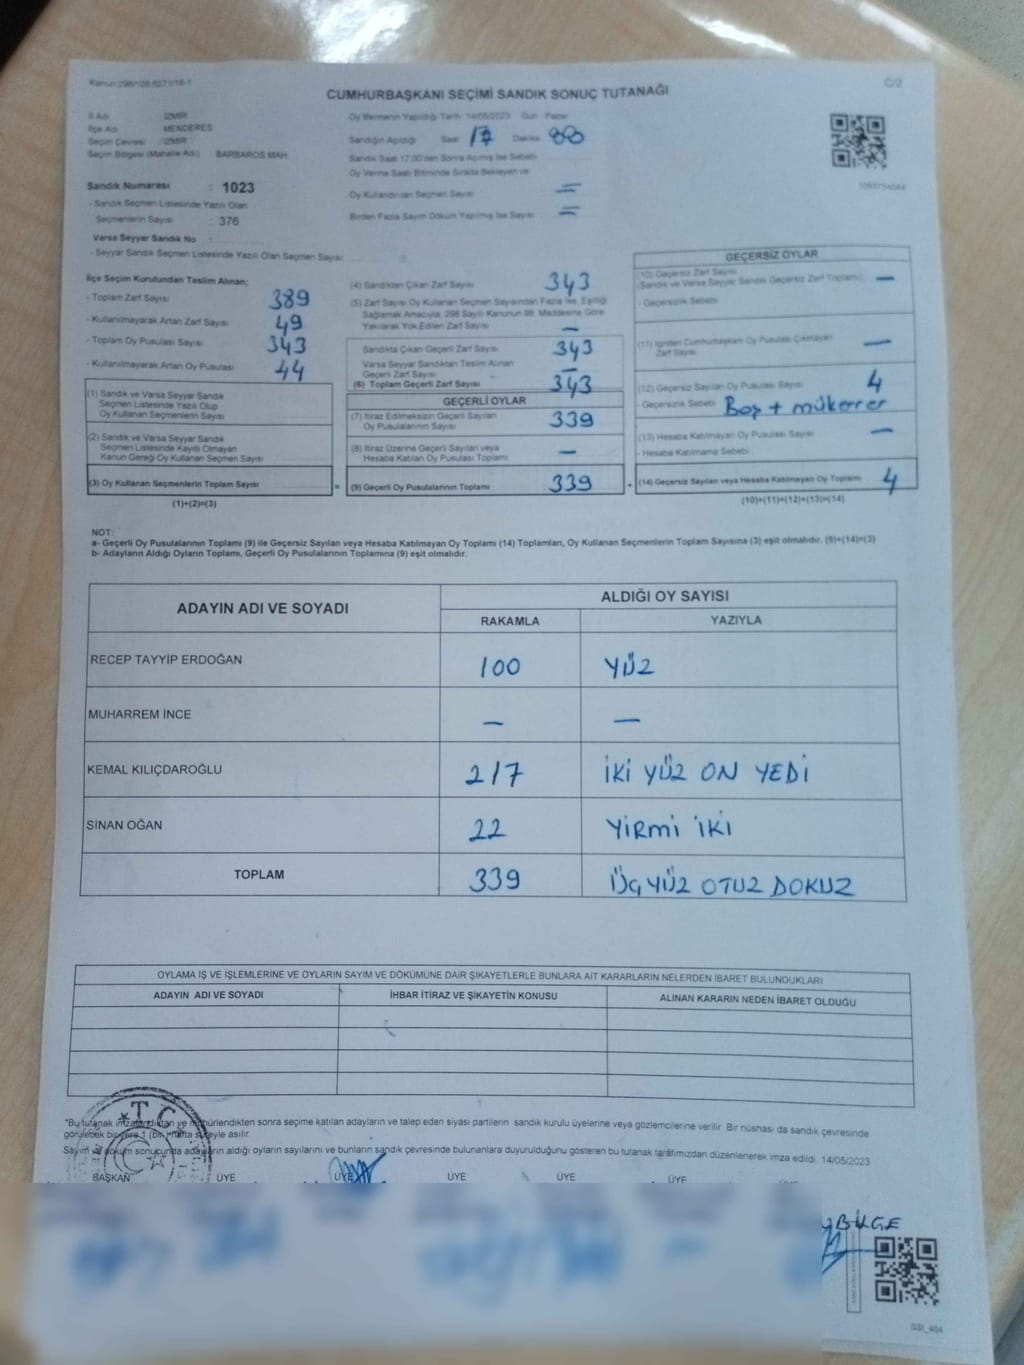 Kanun:298/106,6271/18-1
C/2
CUMHURBAŞKANI SEÇİMİ SANDIK SONUÇ TUTANAĞI
İl Adı : İZMİR
İlçe Adı : MENDERES
Seçim Çevresi : İZMİR
Seçim Bölgesi (Mahalle Adı) : BARBAROS MAH
Sandık Numarası : 1023
- Sandık Seçmen Listesinde Yazılı Olan
Seçmenlerin Sayısı : 376
Varsa Seyyar Sandık No :
- Seyyar Sandık Seçmen Listesinde Yazılı Olan Seçmen Sayısı
Oy Vermenin Yapıldığı Tarih 14/05/2023 Gün Pazar
Sandığın Açıldığı Saat 17 Dakika 00
Sandık Saat 17.00'den Sonra Açılmış İse Sebebi
Oy Verme Saati Bitiminde Sırada Bekleyen ve
Oy Kullandırılan Seçmen Sayısı =
Birden Fazla Sayım Döküm Yapılmış İse Sayısı =
İlçe Seçim Kurulundan Teslim Alınan;
- Toplam Zarf Sayısı 389
- Kullanılmayarak Artan Zarf Sayısı 49
- Toplam Oy Pusulası Sayısı 343
- Kullanılmayarak Artan Oy Pusulası 44
(1) Sandık ve Varsa Seyyar Sandık
Seçmen Listesinde Yazılı Olup
Oy Kullanan Seçmenlerin Sayısı
(2) Sandık ve Varsa Seyyar Sandık
Seçmen Listesinde Kayıtlı Olmayan
Kanun Gereği Oy Kullanan Seçmen Sayısı
(3) Oy Kullanan Seçmenlerin Toplam Sayısı =
(1)+(2)=(3)
(4) Sandıktan Çıkan Zarf Sayısı 343
(5) Zarf Sayısı Oy Kullanan Seçmen Sayısından Fazla İse, Eşitliği
Sağlamak Amacıyla, 298 Sayılı Kanunun 98. Maddesine Göre
Yakılarak Yok Edilen Zarf Sayısı —
Sandıkta Çıkan Geçerli Zarf Sayısı 343
Varsa Seyyar Sandıktan Teslim Alınan
Geçerli Zarf Sayısı —
(6) Toplam Geçerli Zarf Sayısı 343
GEÇERLİ OYLAR
(7) İtiraz Edilmeksizin Geçerli Sayılan
Oy Pusulalarının Sayısı 339
(8) İtiraz Üzerine Geçerli Sayılan veya
Hesaba Katılan Oy Pusulası Toplamı —
(9) Geçerli Oy Pusulalarının Toplamı 339 +
GEÇERSİZ OYLAR
(10) Geçersiz Zarf Sayısı
(Sandık ve Varsa Seyyar Sandık Geçersiz Zarf Toplamı) —
- Geçersizlik Sebebi
(11) İçinden Cumhurbaşkanı Oy Pusulası Çıkmayan
Zarf Sayısı —
(12) Geçersiz Sayılan Oy Pusulası Sayısı 4
- Geçersizlik Sebebi Boş + mükerrer
(13) Hesaba Katılmayan Oy Pusulası Sayısı —
- Hesaba Katılmama Sebebi
(14) Geçersiz Sayılan veya Hesaba Katılmayan Oy Toplamı 4
(10)+(11)+(12)+(13)=(14)
NOT:
a- Geçerli Oy Pusulalarının Toplamı (9) ile Geçersiz Sayılan veya Hesaba Katılmayan Oy Toplamı (14) Toplamları, Oy Kullanan Seçmenlerin Toplam Sayısına (3) eşit olmalıdır. (9)+(14)=(3)
b- Adayların Aldığı Oyların Toplamı, Geçerli Oy Pusulalarının Toplamına (9) eşit olmalıdır.
ADAYIN ADI VE SOYADI ALDIĞI OY SAYISI
RAKAMLA YAZIYLA
RECEP TAYYİP ERDOĞAN 100 YÜZ
MUHARREM İNCE — —
KEMAL KILIÇDAROĞLU 217 İKİ YÜZ ON YEDİ
SİNAN OĞAN 22 YİRMİ İKİ
TOPLAM 339 ÜÇ YÜZ OTUZ DOKUZ
OYLAMA İŞ VE İŞLEMLERİNE VE OYLARIN SAYIM VE DÖKÜMÜNE DAİR ŞİKAYETLERLE BUNLARA AİT KARARLARIN NELERDEN İBARET BULUNDUKLARI
ADAYIN ADI VE SOYADI İHBAR İTİRAZ VE ŞİKAYETİN KONUSU ALINAN KARARIN NEDEN İBARET OLDUĞU
T.C.
*Bu tutanak imzalandıktan ve mühürlendikten sonra seçime katılan adayların ve talep eden siyasi partilerin sandık kurulu üyelerine veya gözlemcilerine verilir. Bir nüshası da sandık çevresinde
görülebilecek bir yere 1 (bir) hafta süreyle asılır.
Sayım ve döküm sonucunda adayların aldığı oyların sayılarını ve bunların sandık çevresinde bulunanlara duyurulduğunu gösteren bu tutanak tarafımızdan düzenlenerek imza edildi. 14/05/2023
BAŞKAN ÜYE ÜYE ÜYE ÜYE ÜYE
BİLGE
SSI_404